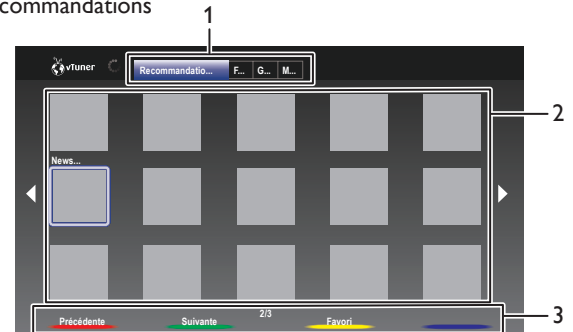 commandations
1
vTuner
Recommandatio... F... G... M...
2
News...
2/3
Précédente Suivante Favori
3